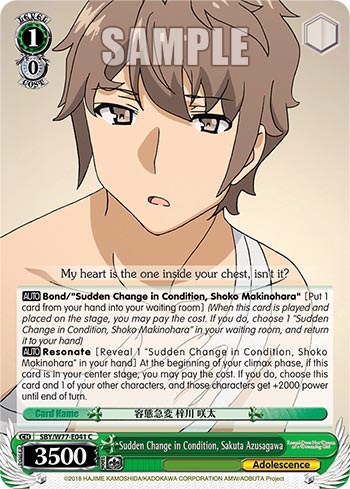 LEVEL
1
0
COST
SAMPLE
My heart is the one inside your chest, isn't it?
AUTO Bond/"Sudden Change in Condition, Shoko Makinohara" [Put 1
card from your hand into your waiting room] (When this card is played and
placed on the stage, you may pay the cost. If you do, choose 1 "Sudden
Change in Condition, Shoko Makinohara" in your waiting room, and return
it to your hand)
AUTO Resonate [Reveal 1 "Sudden Change in Condition, Shoko
Makinohara" in your hand] At the beginning of your climax phase, if this
card is in your center stage, you may pay the cost. If you do, choose this
card and 1 of your other characters, and those characters get +2000 power
until end of turn.
Card Name 容態急変 梓川 咲太
CH SBY/W77-E041 C
3500
Sudden Change in Condition, Sakuta Azusagawa
Adolescence
©2018 HAJIME KAMOSHIDA/KADOKAWA CORPORATION AMW/AOBUTA Project